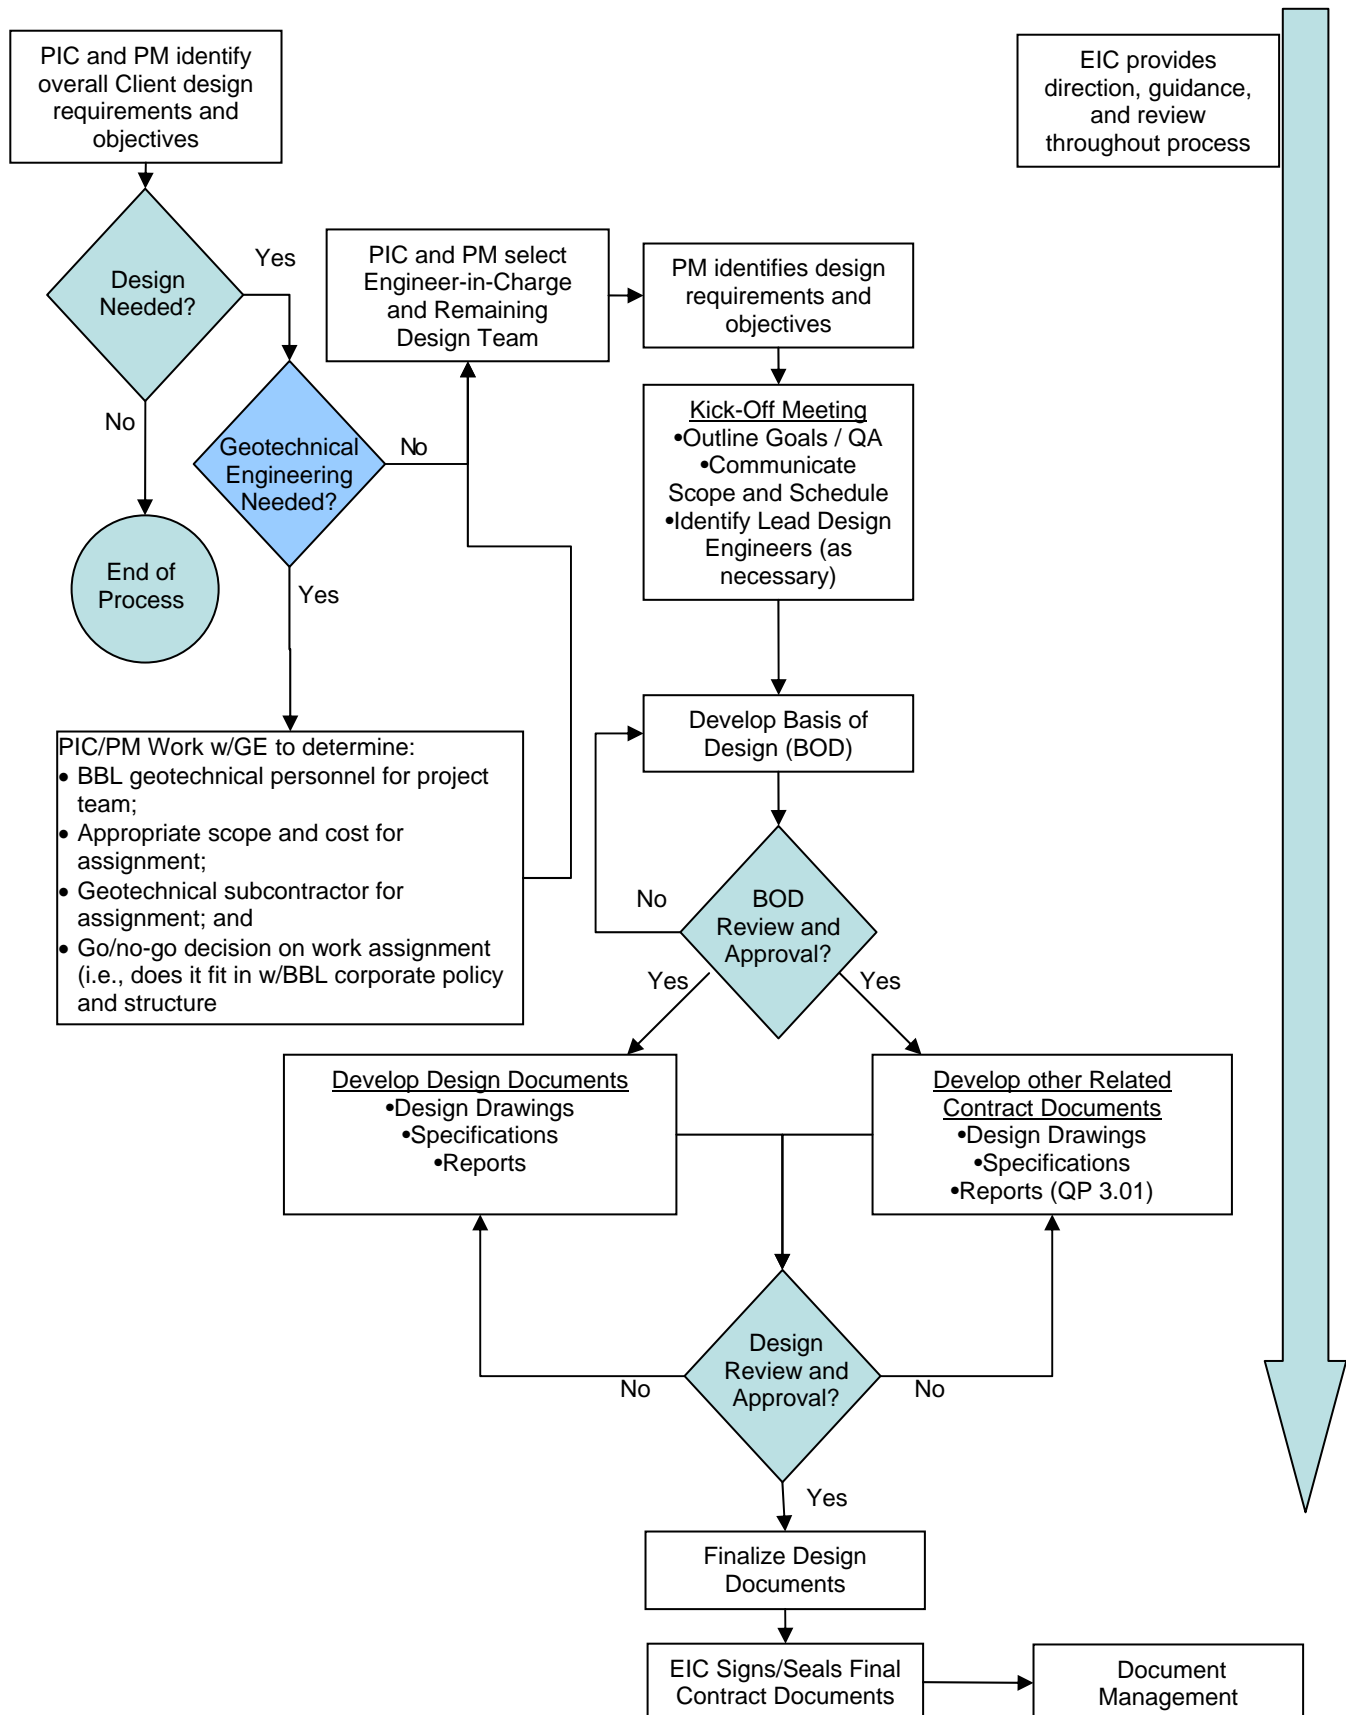 PIC and PM identify
overall Client design
requirements and
objectives
EIC provides
direction, guidance,
and review
throughout process
Design
Needed?
Yes
No
End of
Process
Geotechnical
Engineering
Needed?
No
Yes
PIC and PM select
Engineer-in-Charge
and Remaining
Design Team
PM identifies design
requirements and
objectives
Kick-Off Meeting
•Outline Goals / QA
•Communicate
Scope and Schedule
•Identify Lead Design
Engineers (as
necessary)
PIC/PM Work w/GE to determine:
• BBL geotechnical personnel for project
team;
• Appropriate scope and cost for
assignment;
• Geotechnical subcontractor for
assignment; and
• Go/no-go decision on work assignment
(i.e., does it fit in w/BBL corporate policy
and structure
Develop Basis of
Design (BOD)
BOD
Review and
Approval?
No
Yes
Yes
Develop Design Documents
•Design Drawings
•Specifications
•Reports
Develop other Related
Contract Documents
•Design Drawings
•Specifications
•Reports (QP 3.01)
Design
Review and
Approval?
No
No
Yes
Finalize Design
Documents
EIC Signs/Seals Final
Contract Documents
Document
Management